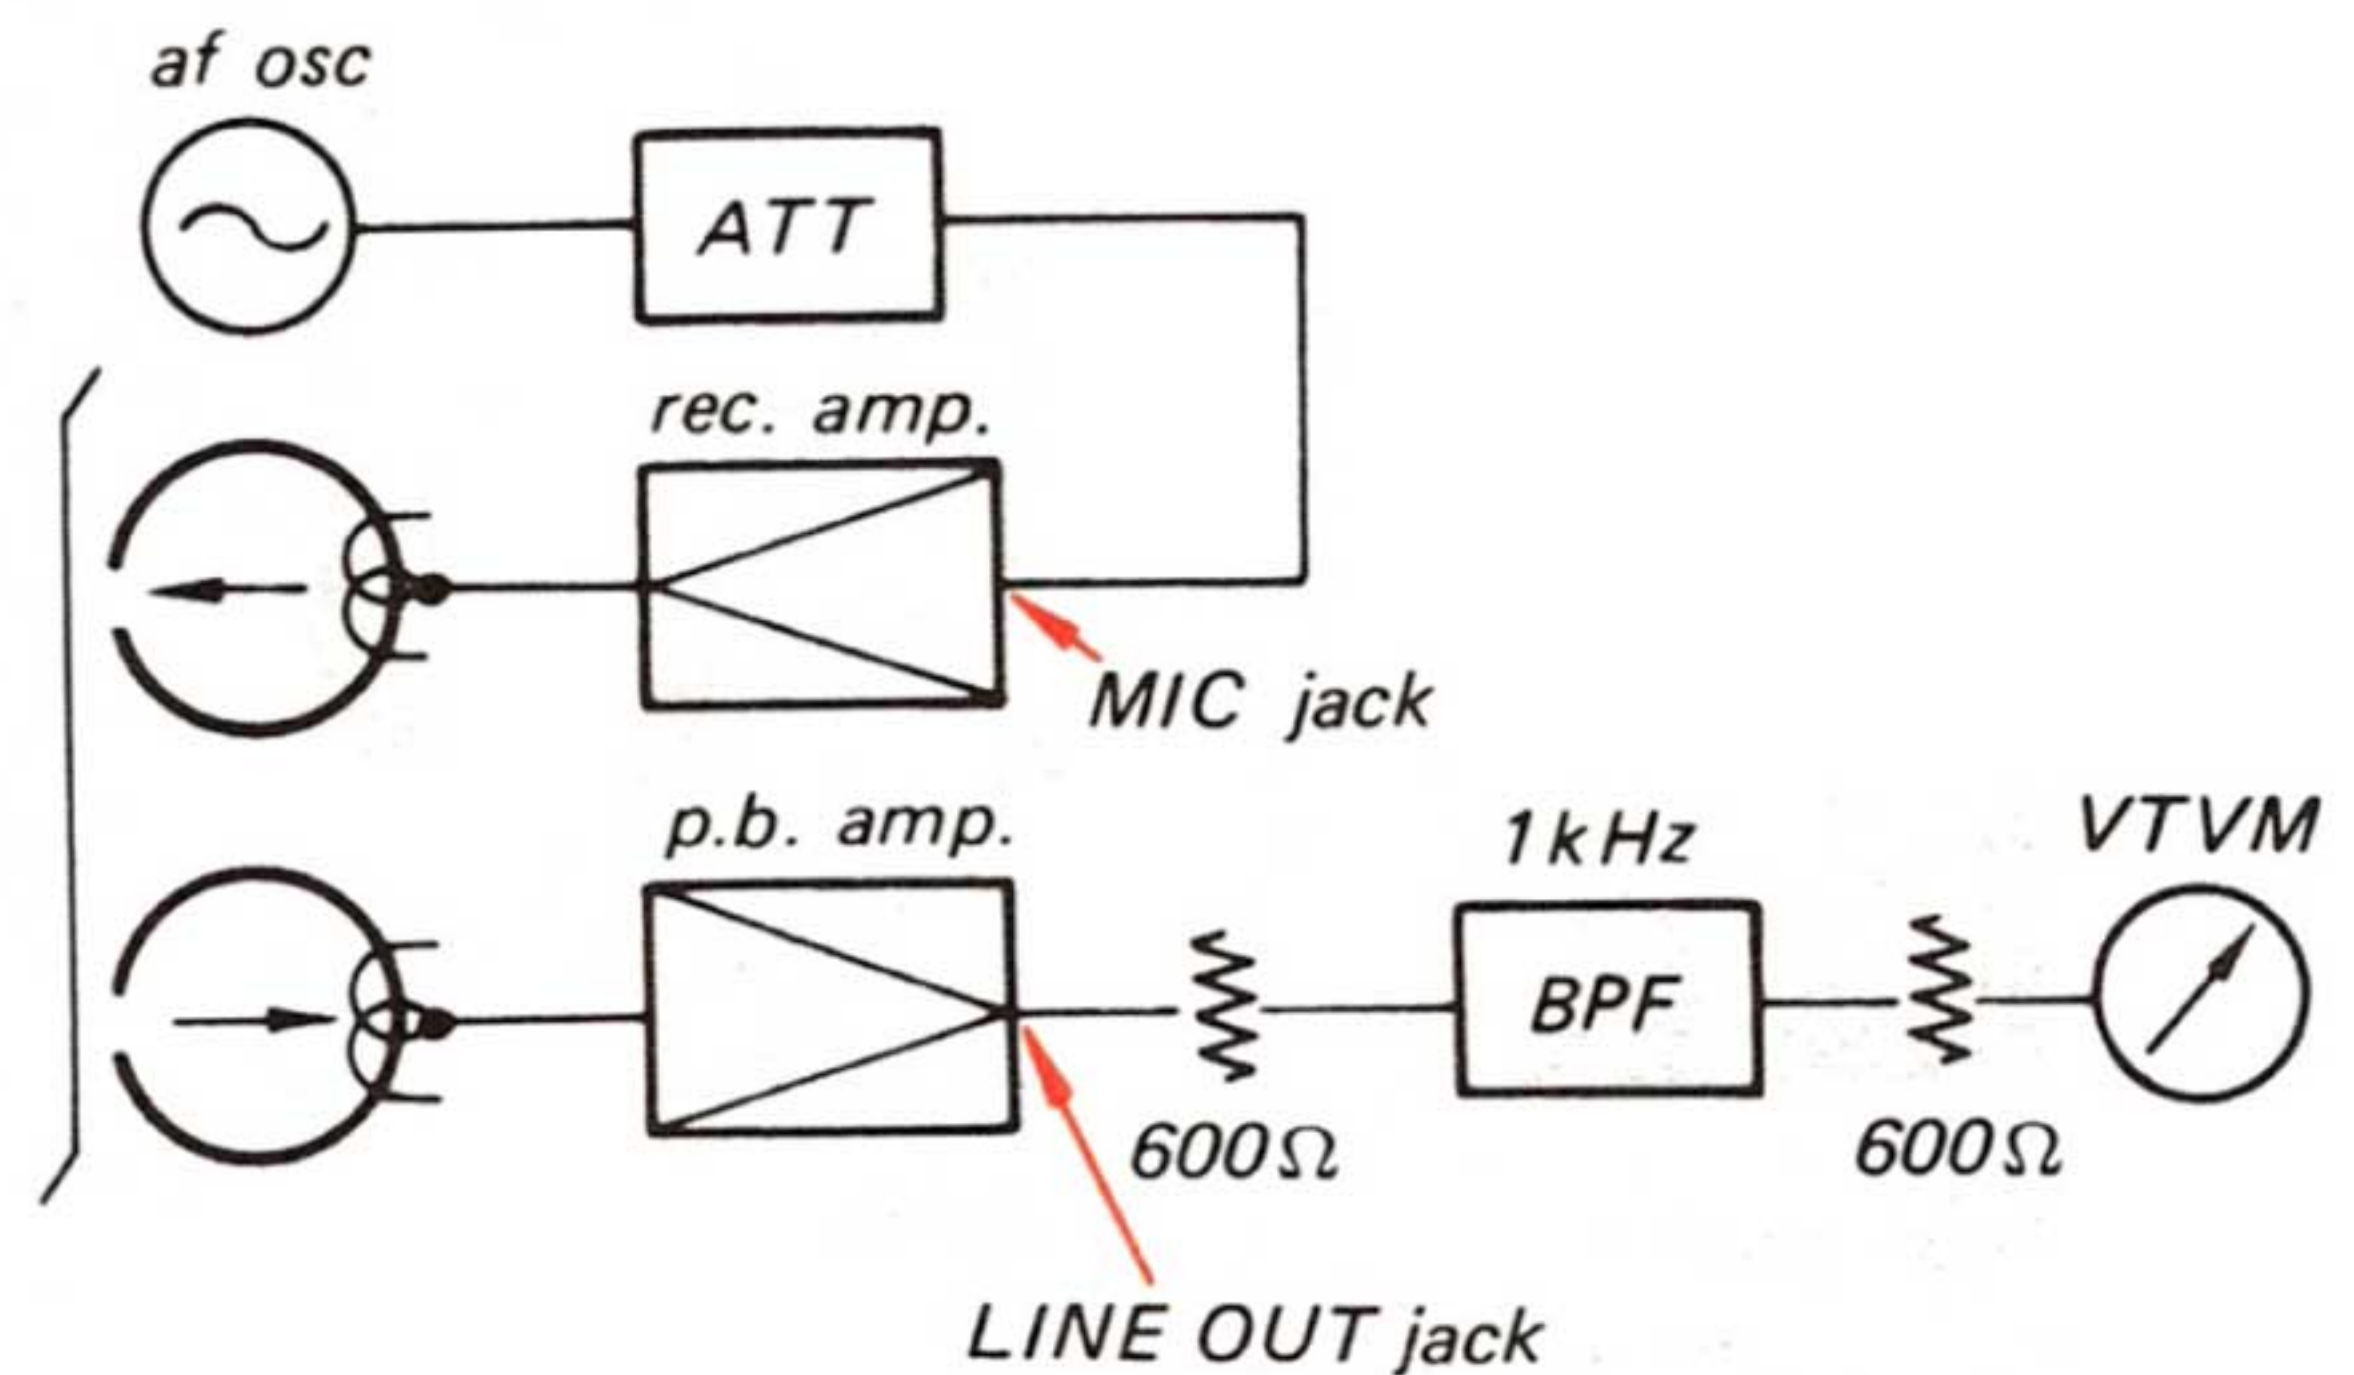 af osc
ATT
rec. amp.
MIC jack
p.b. amp.
1kHz
VTVM
BPF
600Ω
600Ω
LINE OUT jack